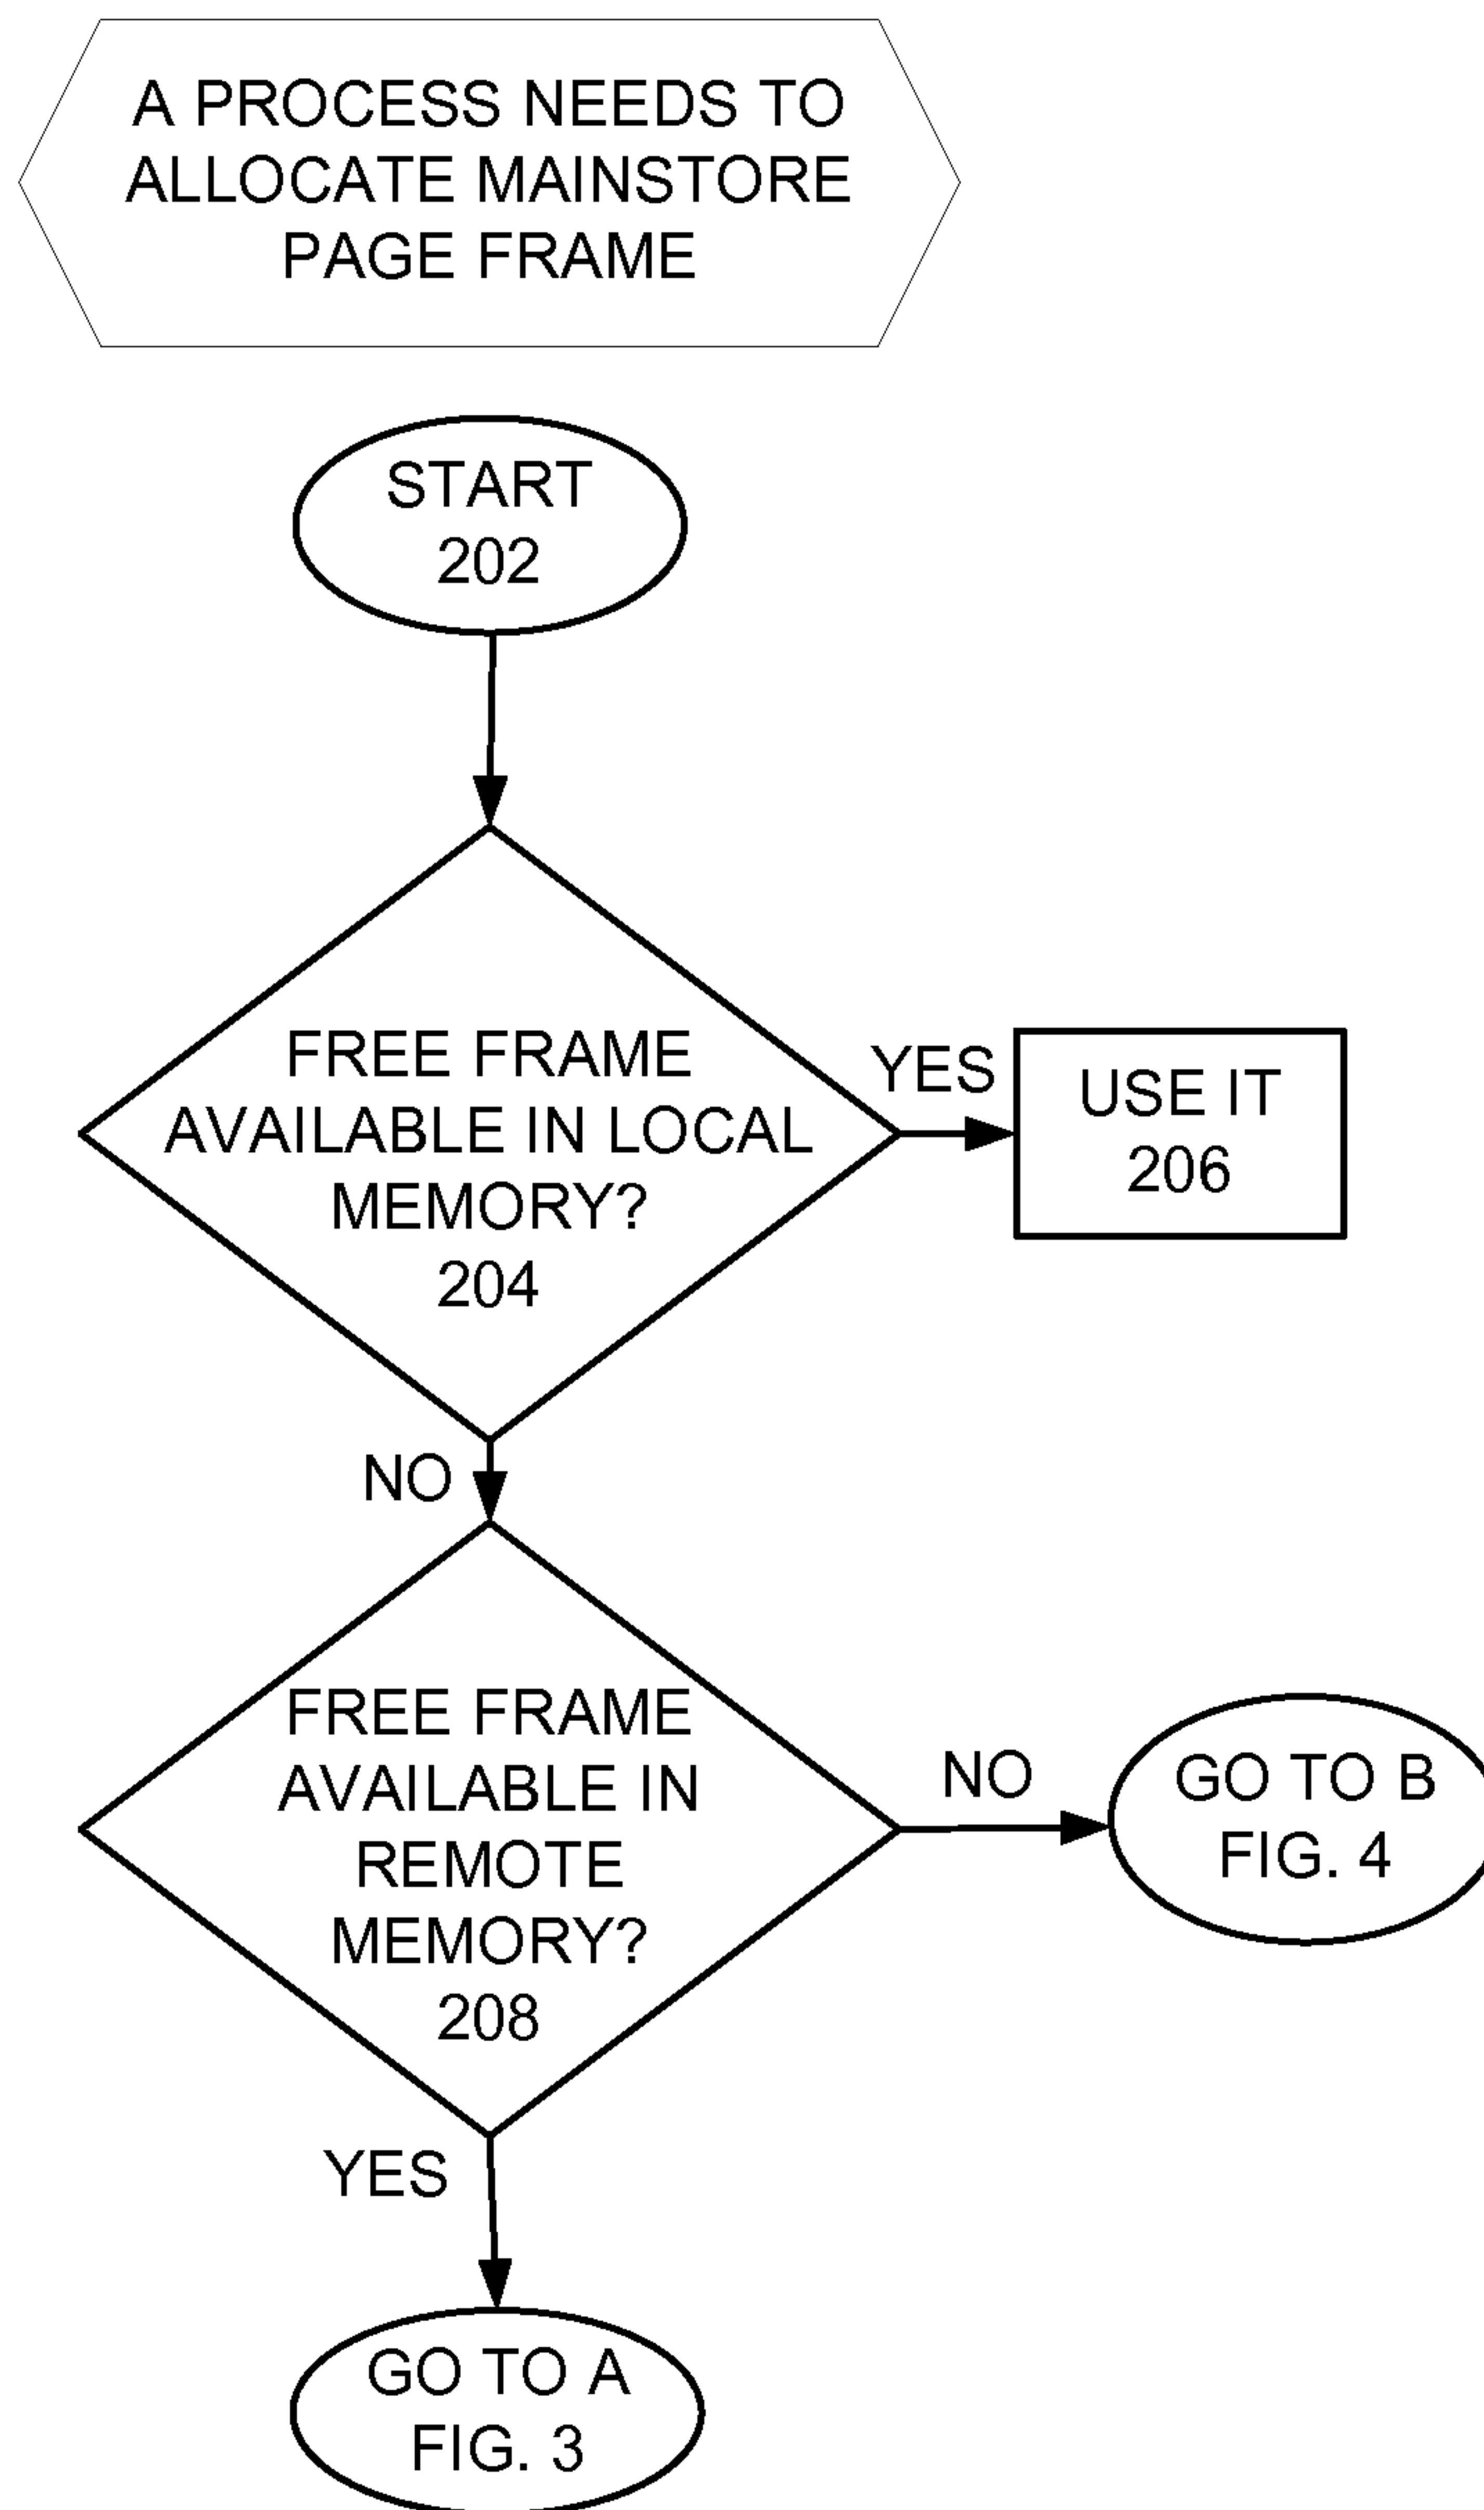 A PROCESS NEEDS TO
ALLOCATE MAINSTORE
PAGE FRAME
START
202
FREE FRAME
AVAILABLE IN LOCAL
MEMORY?
204
YES
USE IT
206
NO
FREE FRAME
AVAILABLE IN
REMOTE
MEMORY?
208
NO
GO TO B
FIG. 4
YES
GO TO A
FIG. 3